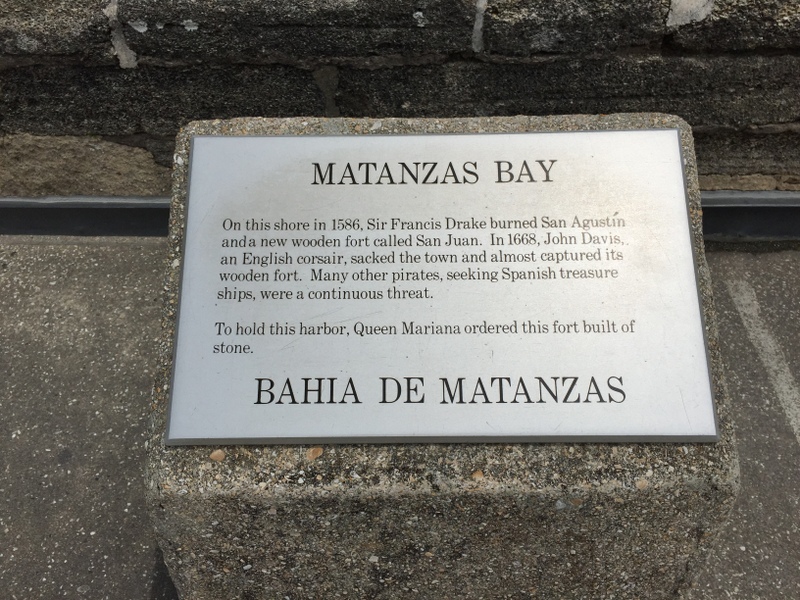 MATANZAS BAY
On this shore in 1586, Sir Francis Drake burned San Agustín
and a new wooden fort called San Juan. In 1668, John Davis,
an English corsair, sacked the town and almost captured its
wooden fort. Many other pirates, seeking Spanish treasure
ships, were a continuous threat.
To hold this harbor, Queen Mariana ordered this fort built of
stone.
BAHIA DE MATANZAS